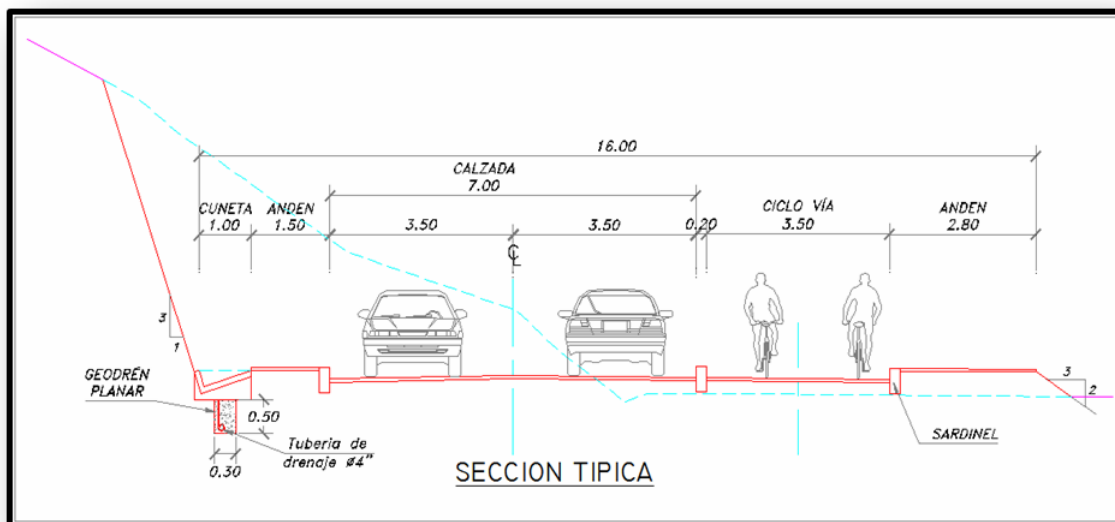 16.00
CALZADA
7.00
CUNETA
1.00
ANDEN
1.50
3.50
3.50
0.20
CICLO VÍA
3.50
ANDEN
2.80
℄
3
1
GEODRÉN
PLANAR
0.50
Tuberia de
drenaje ø4"
0.30
3
2
SARDINEL
SECCION TIPICA